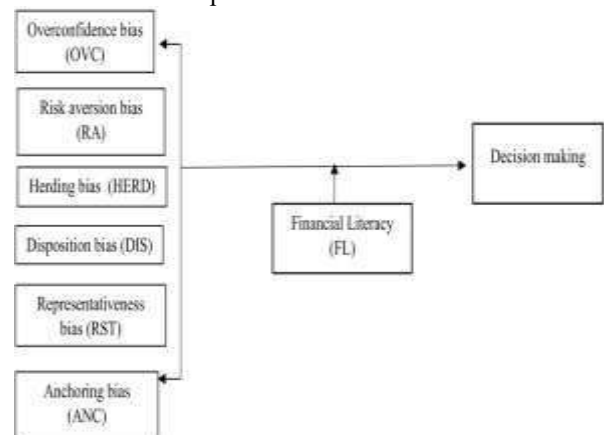 Overconfidence bias
(OVC)
Risk aversion bias
(RA)
Herding bias (HERD)
Disposition bias (DIS)
Representativeness
bias (RST)
Anchoring bias
(ANC)
Financial Literacy
(FL)
Decision making